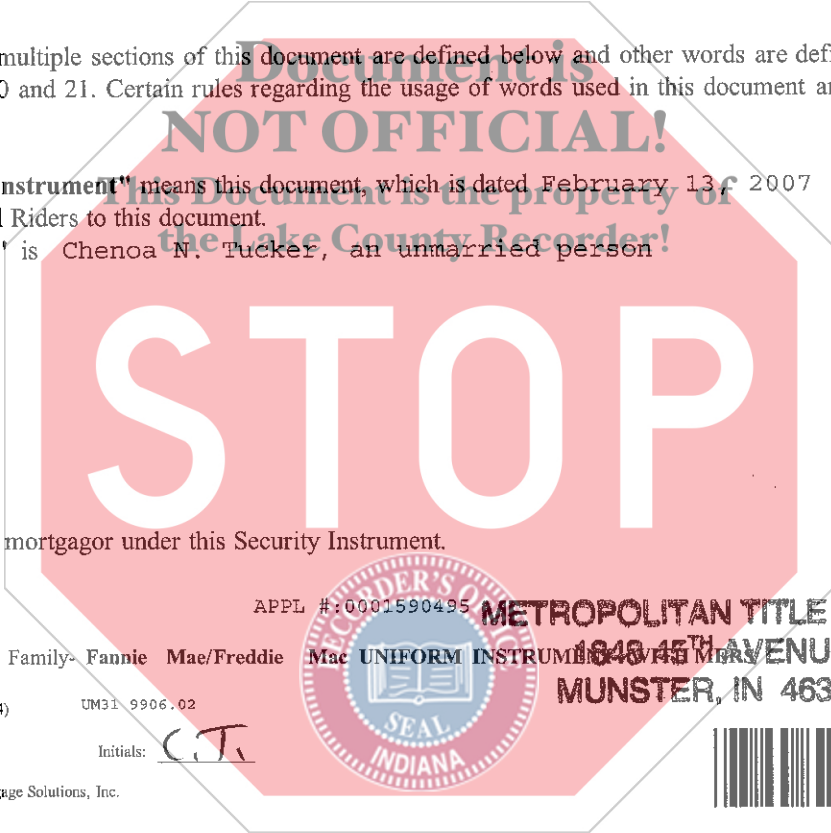 multiple sections of this document are defined below and other words are defi
0 and 21. Certain rules regarding the usage of words used in this document ar
Document is
NOT OFFICIAL!
This Document is the property of
the Lake County Recorder!
nstrument" means this document, which is dated February 13, 2007
l Riders to this document.
" is Chenoa N. Tucker, an unmarried person
STOP
mortgagor under this Security Instrument.
APPL #:0001590495
METROPOLITAN TITLE
AVENU
MUNSTER, IN 463
Family- Fannie Mae/Freddie Mac UNIFORM INSTRUMENT WITH MERS
4)
UM31 9906.02
Initials: C.T.
age Solutions, Inc.
RECORDER'S OFFICE
SEAL
INDIANA